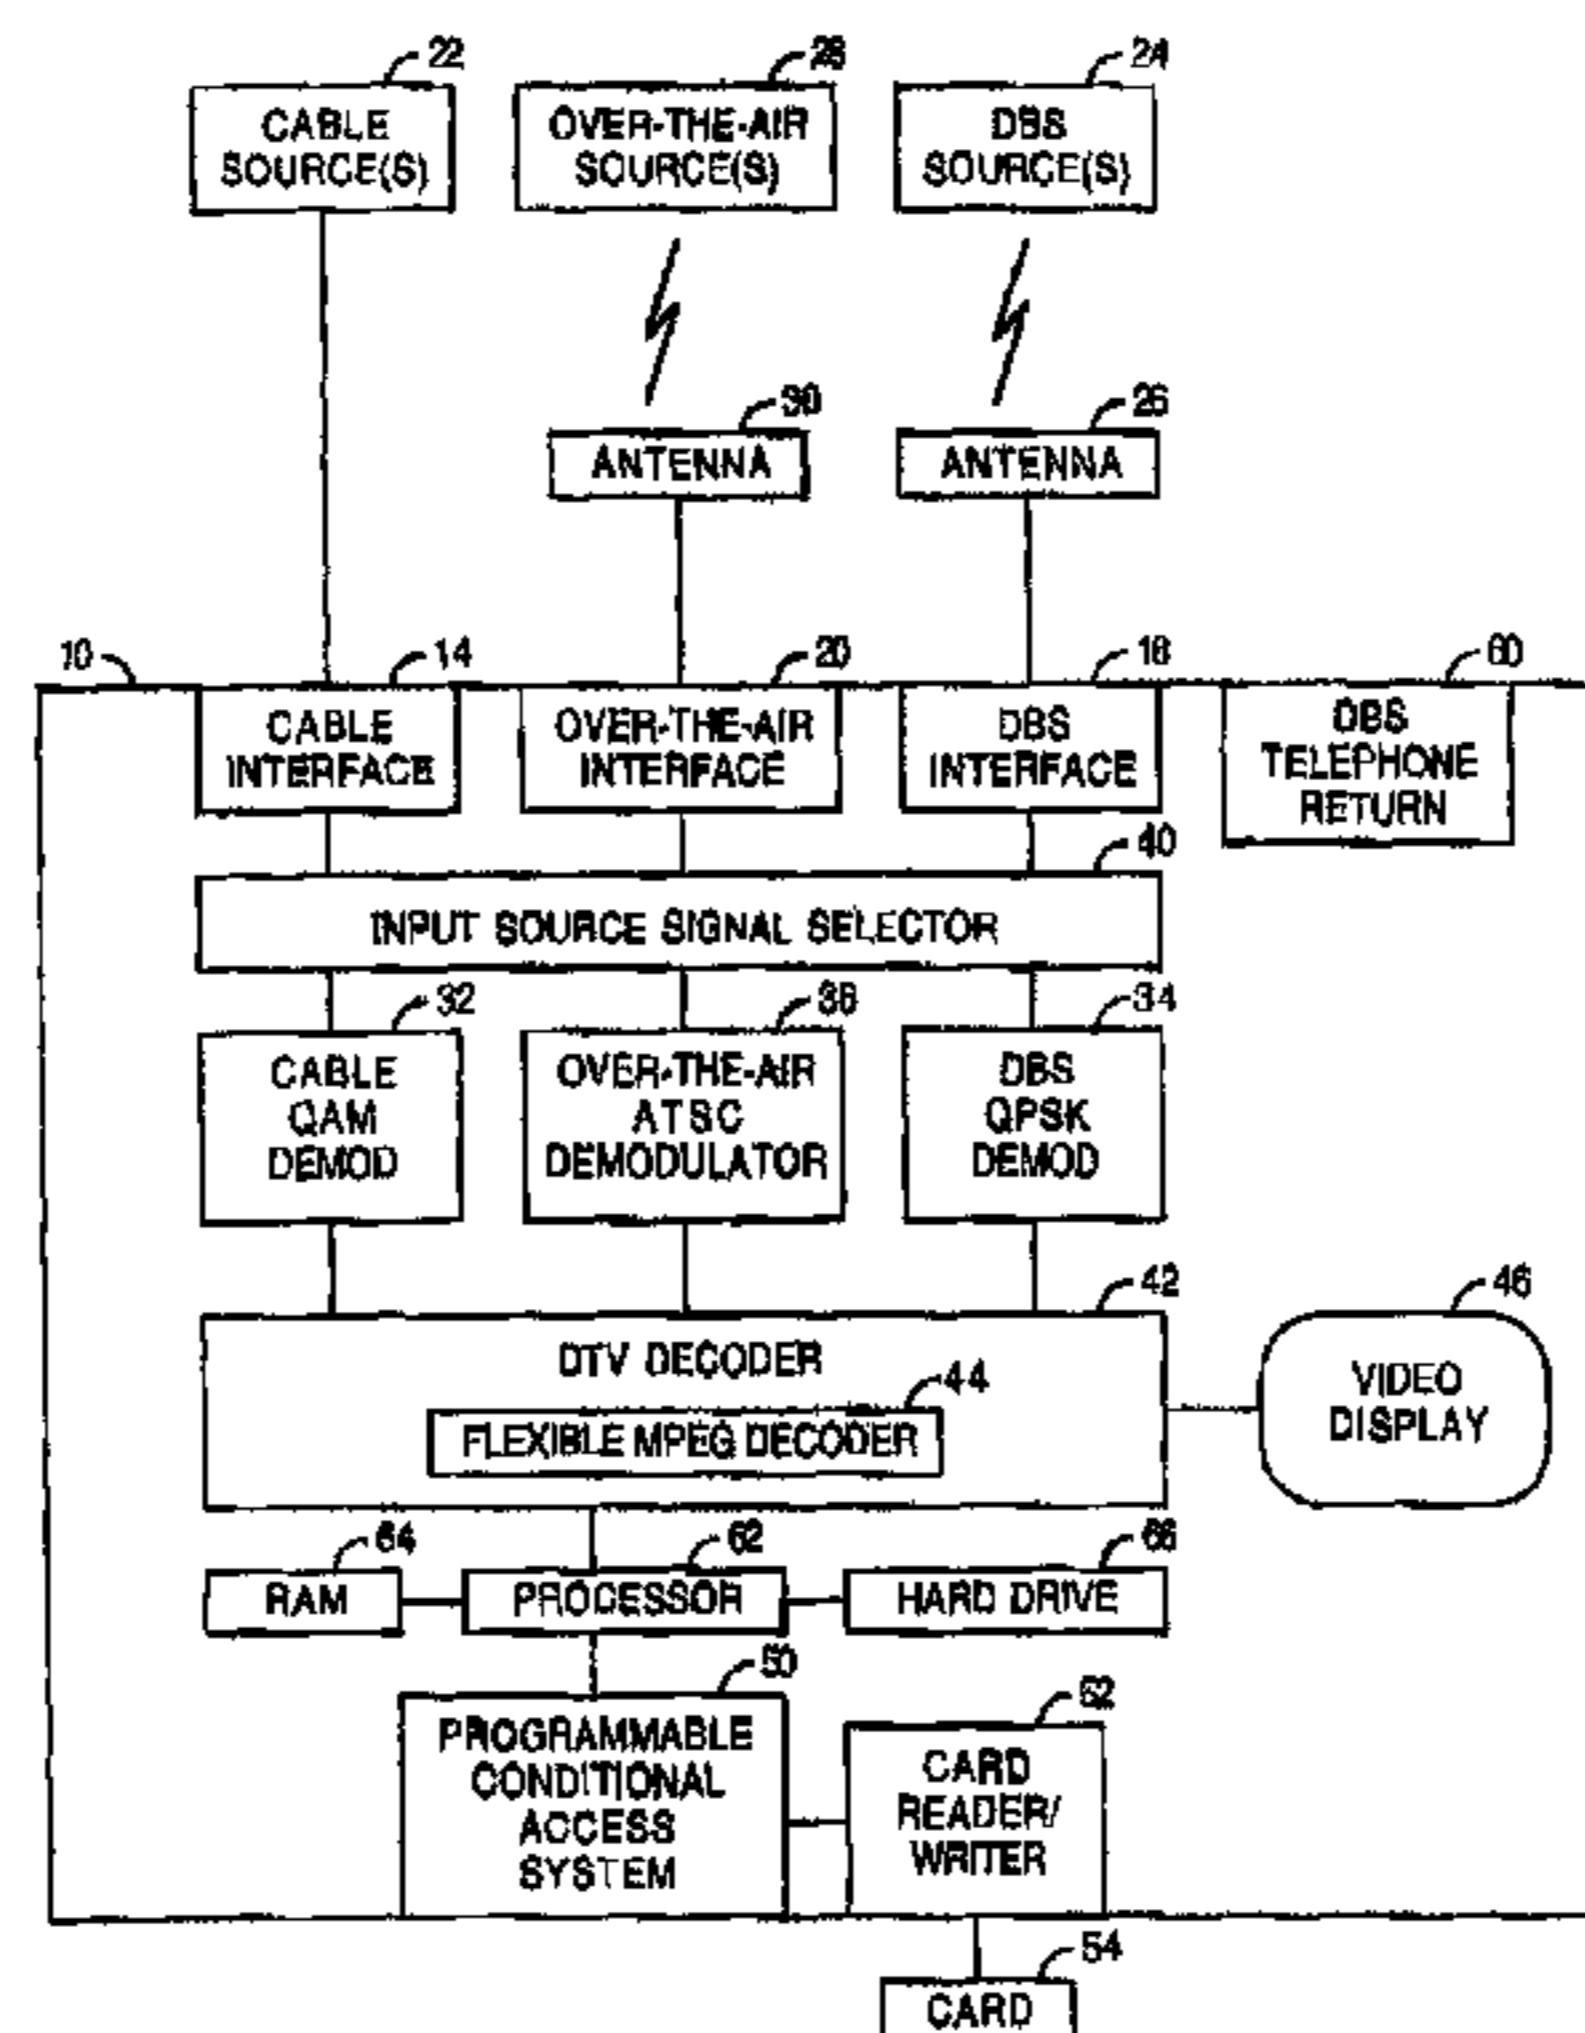 22
28
24
CABLE
SOURCE(S)
OVER-THE-AIR
SOURCE(S)
DBS
SOURCE(S)
30
26
ANTENNA
ANTENNA
10
14
20
18
60
CABLE
INTERFACE
OVER-THE-AIR
INTERFACE
DBS
INTERFACE
DBS
TELEPHONE
RETURN
40
INPUT SOURCE SIGNAL SELECTOR
32
36
34
CABLE
QAM
DEMOD
OVER-THE-AIR
ATSC
DEMODULATOR
DBS
QPSK
DEMOD
42
46
DTV DECODER
44
FLEXIBLE MPEG DECODER
VIDEO
DISPLAY
64
62
66
RAM
PROCESSOR
HARD DRIVE
50
52
PROGRAMMABLE
CONDITIONAL
ACCESS
SYSTEM
CARD
READER/
WRITER
54
CARD